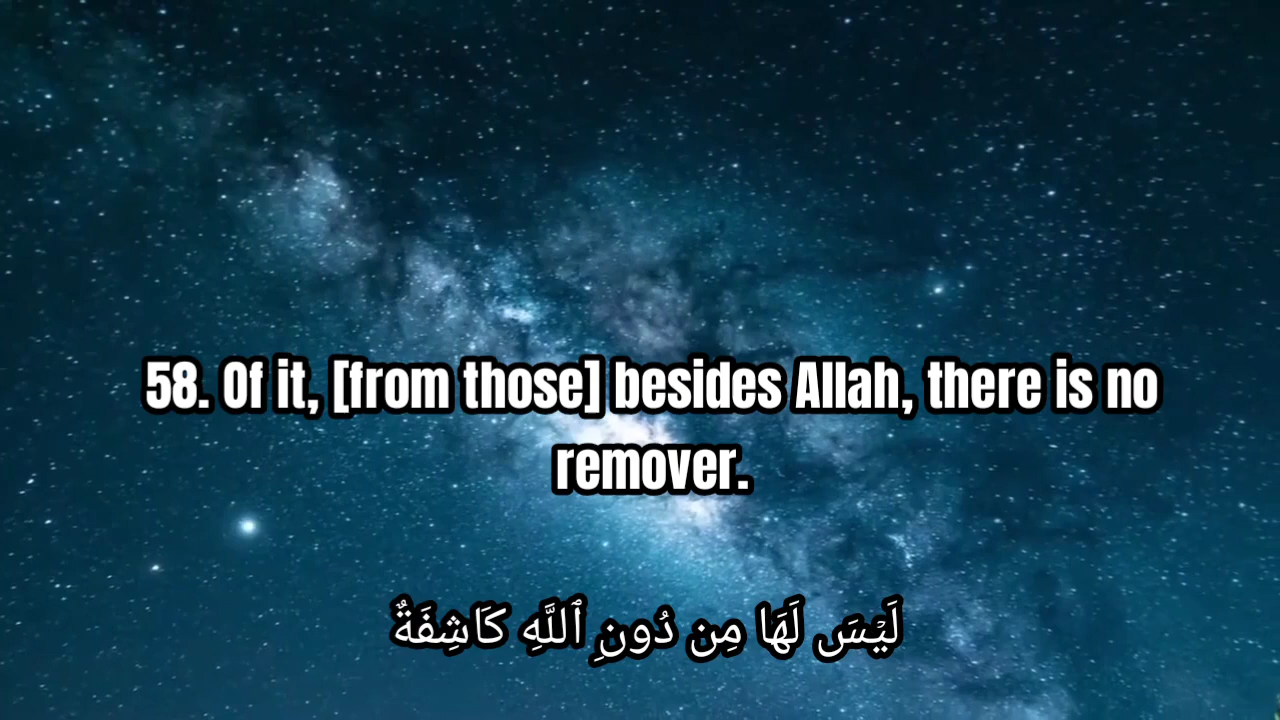 58. Of it, [from those] besides Allah, there is no
remover.
لَيْسَ لَهَا مِن دُونِ ٱللَّهِ كَاشِفَةٌ